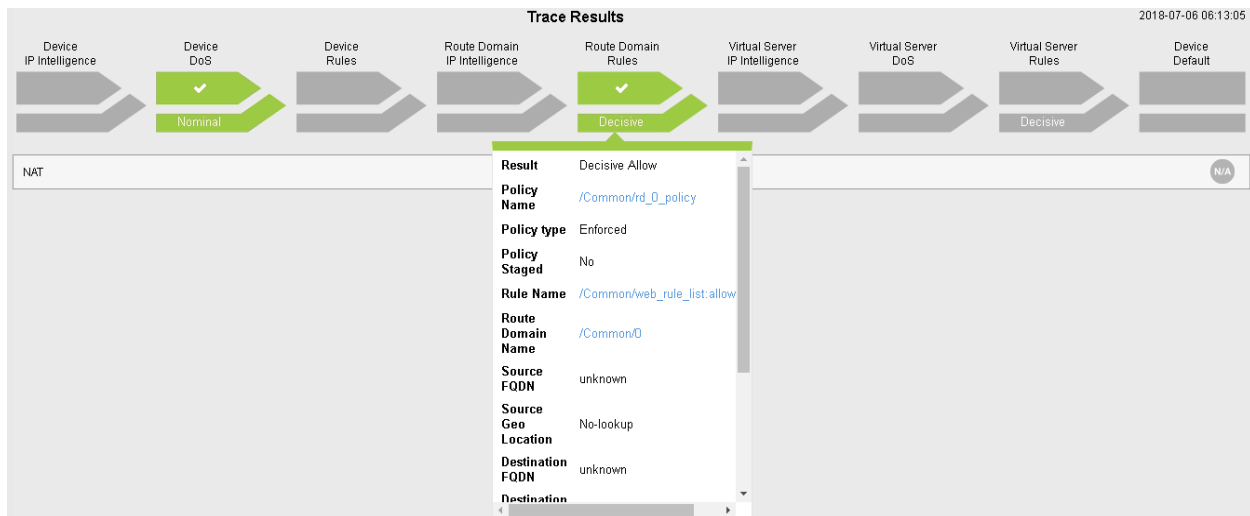 Trace Results
2018-07-06 06:13:05
Device
IP Intelligence
Device
DoS
Device
Rules
Route Domain
IP Intelligence
Route Domain
Rules
Virtual Server
IP Intelligence
Virtual Server
DoS
Virtual Server
Rules
Device
Default
Nominal
Decisive
Decisive
NAT
N/A
Result Decisive Allow
Policy
Name
/Common/rd_0_policy
Policy type Enforced
Policy
Staged
No
Rule Name /Common/web_rule_list:allow
Route
Domain
Name
/Common/0
Source
FQDN
unknown
Source
Geo
Location
No-lookup
Destination
FQDN
unknown
Destination